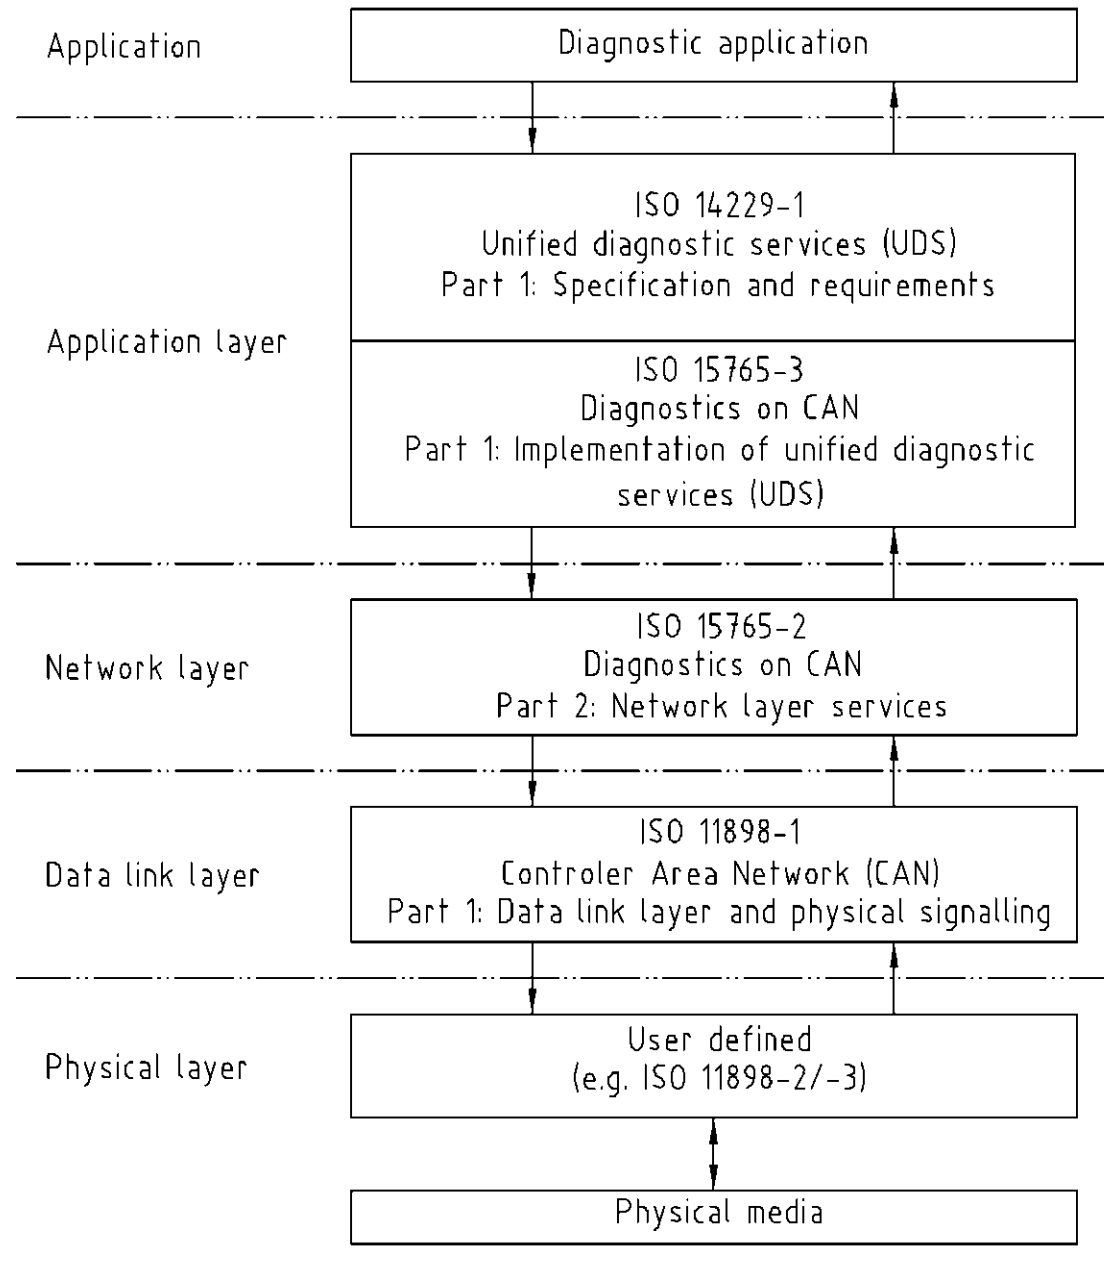 Application
Diagnostic application
Application layer
ISO 14229-1
Unified diagnostic services (UDS)
Part 1: Specification and requirements
ISO 15765-3
Diagnostics on CAN
Part 1: Implementation of unified diagnostic
services (UDS)
Network layer
ISO 15765-2
Diagnostics on CAN
Part 2: Network layer services
Data link layer
ISO 11898-1
Controler Area Network (CAN)
Part 1: Data link layer and physical signalling
Physical layer
User defined
(e.g. ISO 11898-2/-3)
Physical media